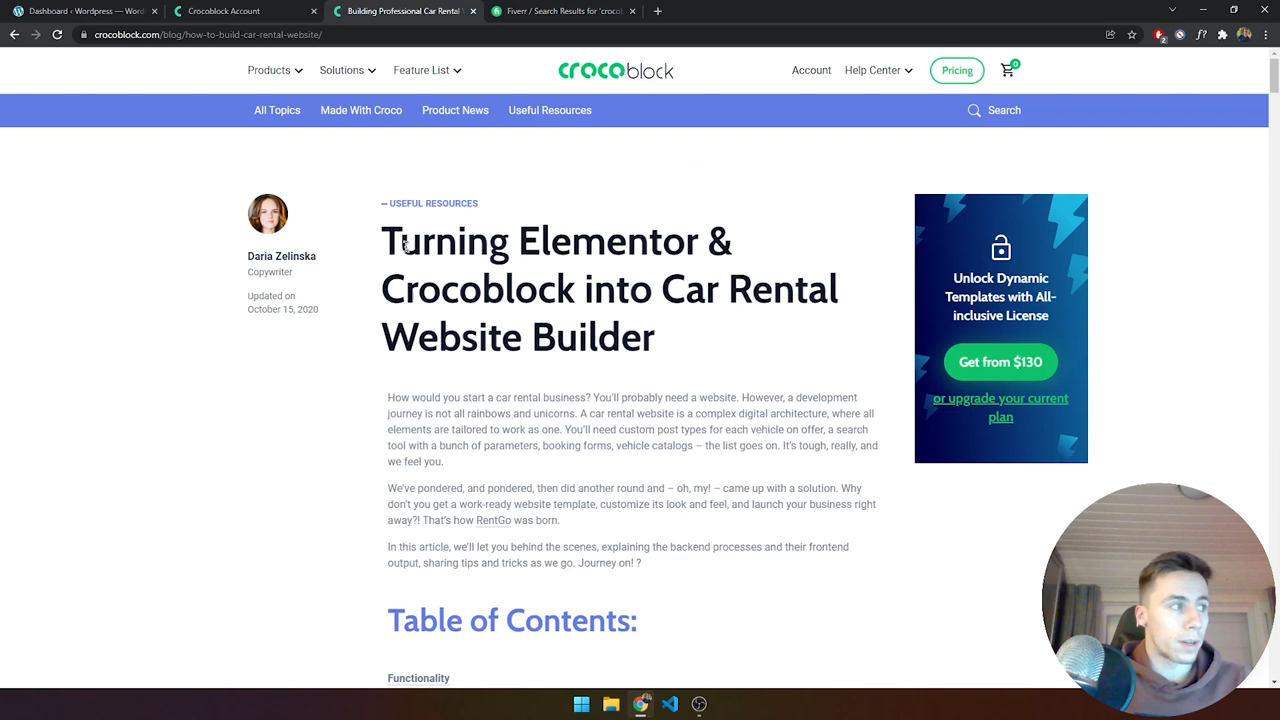 Dashboard ‹ Wordpress — Wor
Crocoblock Account
Building Professional Car Rental
Fiverr / Search Results for 'croco
crocoblock.com/blog/how-to-build-car-rental-website/
Products
Solutions
Feature List
crocoblock
Account
Help Center
Pricing
0
All Topics
Made With Croco
Product News
Useful Resources
Search
Daria Zelinska
Copywriter
Updated on
October 15, 2020
— USEFUL RESOURCES
Turning Elementor &
Crocoblock into Car Rental
Website Builder
How would you start a car rental business? You'll probably need a website. However, a development
journey is not all rainbows and unicorns. A car rental website is a complex digital architecture, where all
elements are tailored to work as one. You'll need custom post types for each vehicle on offer, a search
tool with a bunch of parameters, booking forms, vehicle catalogs – the list goes on. It's tough, really, and
we feel you.
We've pondered, and pondered, then did another round and – oh, my! – came up with a solution. Why
don't you get a work-ready website template, customize its look and feel, and launch your business right
away?! That's how RentGo was born.
In this article, we'll let you behind the scenes, explaining the backend processes and their frontend
output, sharing tips and tricks as we go. Journey on! ?
Table of Contents:
Functionality
Unlock Dynamic
Templates with All-
inclusive License
Get from $130
or upgrade your current
plan